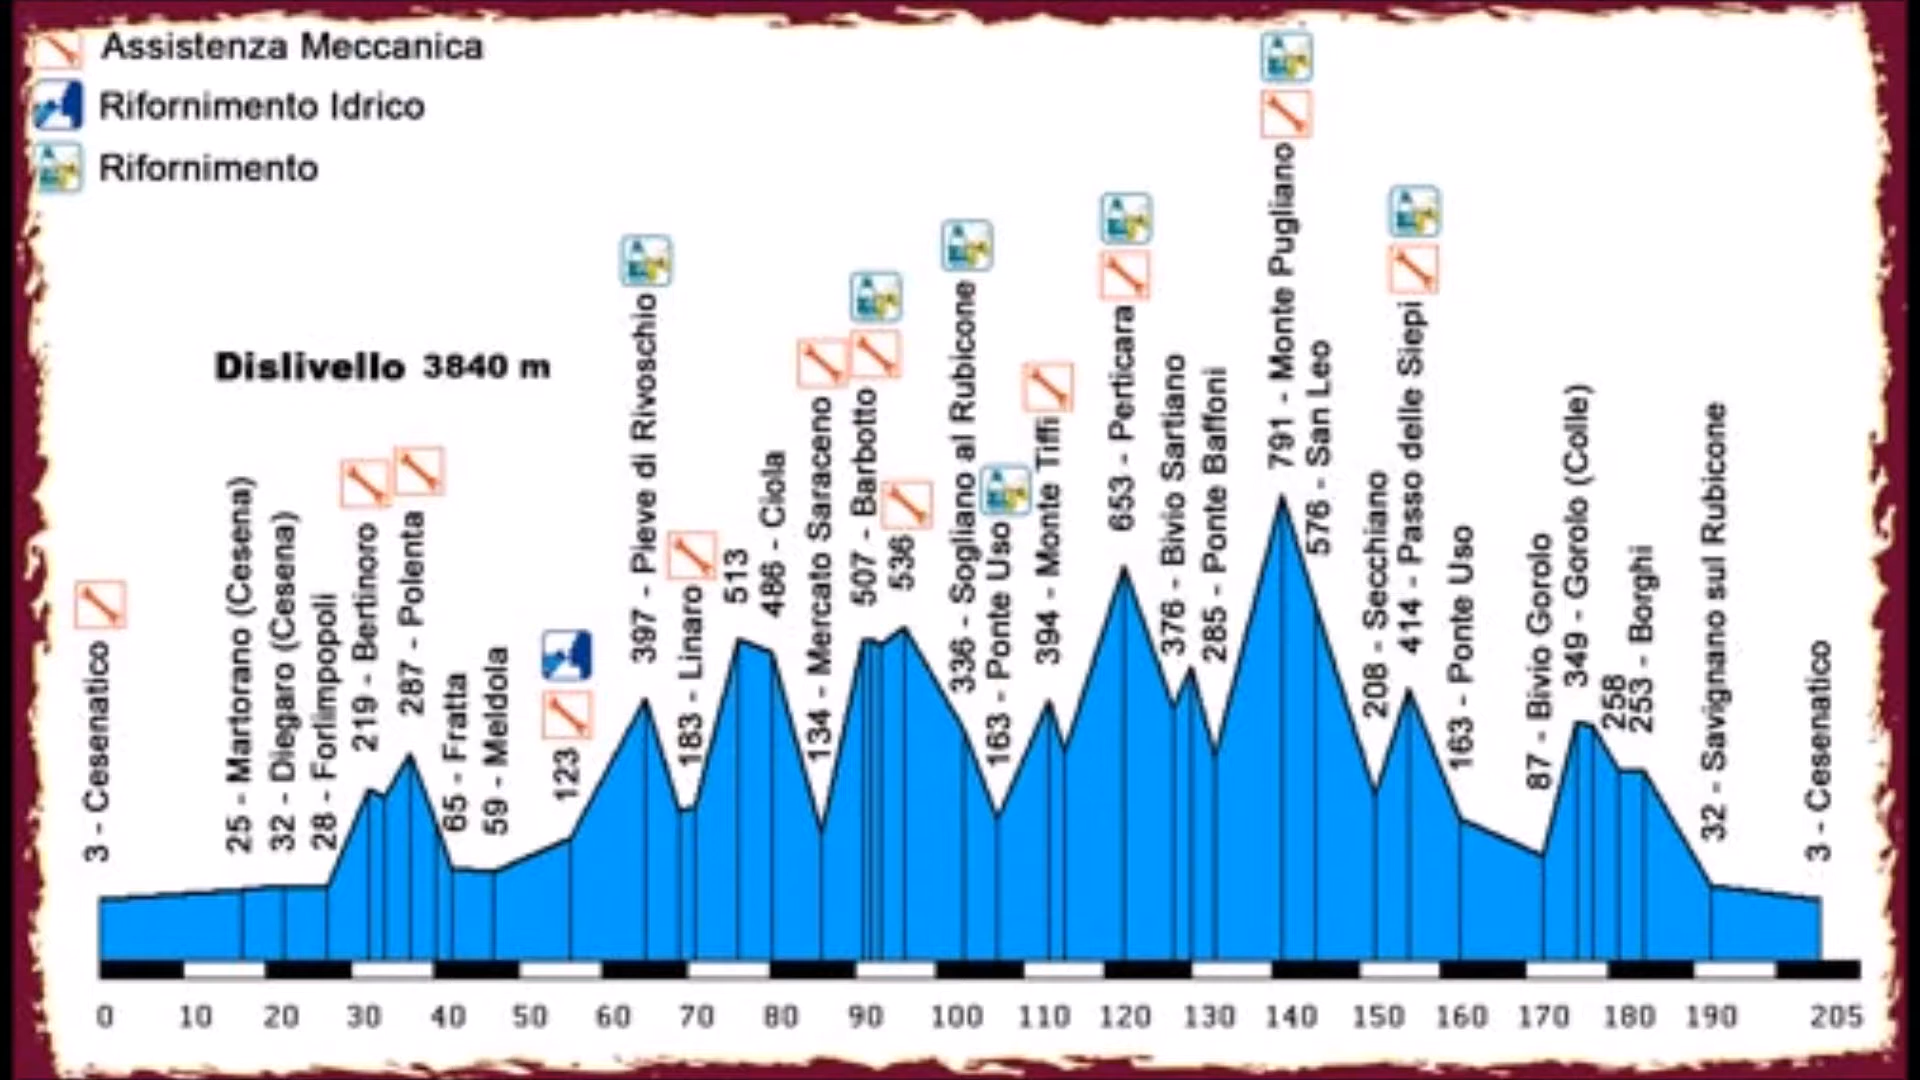 Assistenza Meccanica
Rifornimento Idrico
Rifornimento
Dislivello 3840 m
3 - Cesenatico
25 - Martorano (Cesena)
32 - Diegaro (Cesena)
28 - Forlimpopoli
219 - Bertinoro
287 - Polenta
65 - Fratta
59 - Meldola
123
397 - Pieve di Rivoschio
183 - Linaro
513
486 - Ciola
134 - Mercato Saraceno
507 - Barbotto
536
336 - Sogliano al Rubicone
163 - Ponte Uso
394 - Monte Tiffi
653 - Perticara
376 - Bivio Sartiano
285 - Ponte Baffoni
791 - Monte Pugliano
576 - San Leo
208 - Secchiano
414 - Passo delle Siepi
163 - Ponte Uso
87 - Bivio Gorolo
349 - Gorolo (Colle)
258
253 - Borghi
32 - Savignano sul Rubicone
3 - Cesenatico
0 10 20 30 40 50 60 70 80 90 100 110 120 130 140 150 160 170 180 190 205